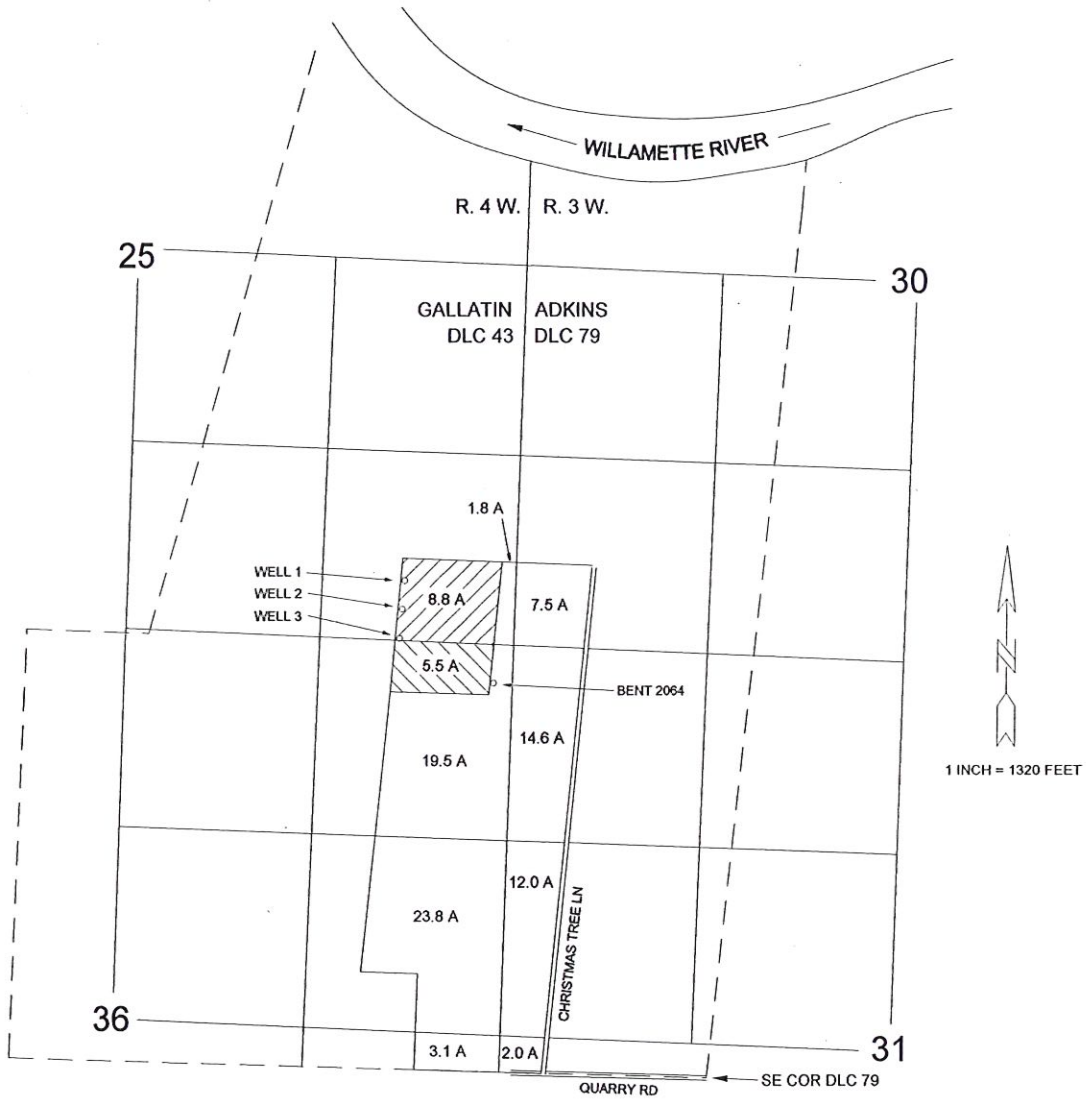 WILLAMETTE RIVER
R. 4 W. R. 3 W.
25
30
GALLATIN ADKINS
DLC 43 DLC 79
1.8 A
WELL 1
8.8 A
7.5 A
WELL 2
WELL 3
5.5 A
BENT 2064
14.6 A
19.5 A
N
1 INCH = 1320 FEET
12.0 A
CHRISTMAS TREE LN
23.8 A
36
31
3.1 A
2.0 A
SE COR DLC 79
QUARRY RD